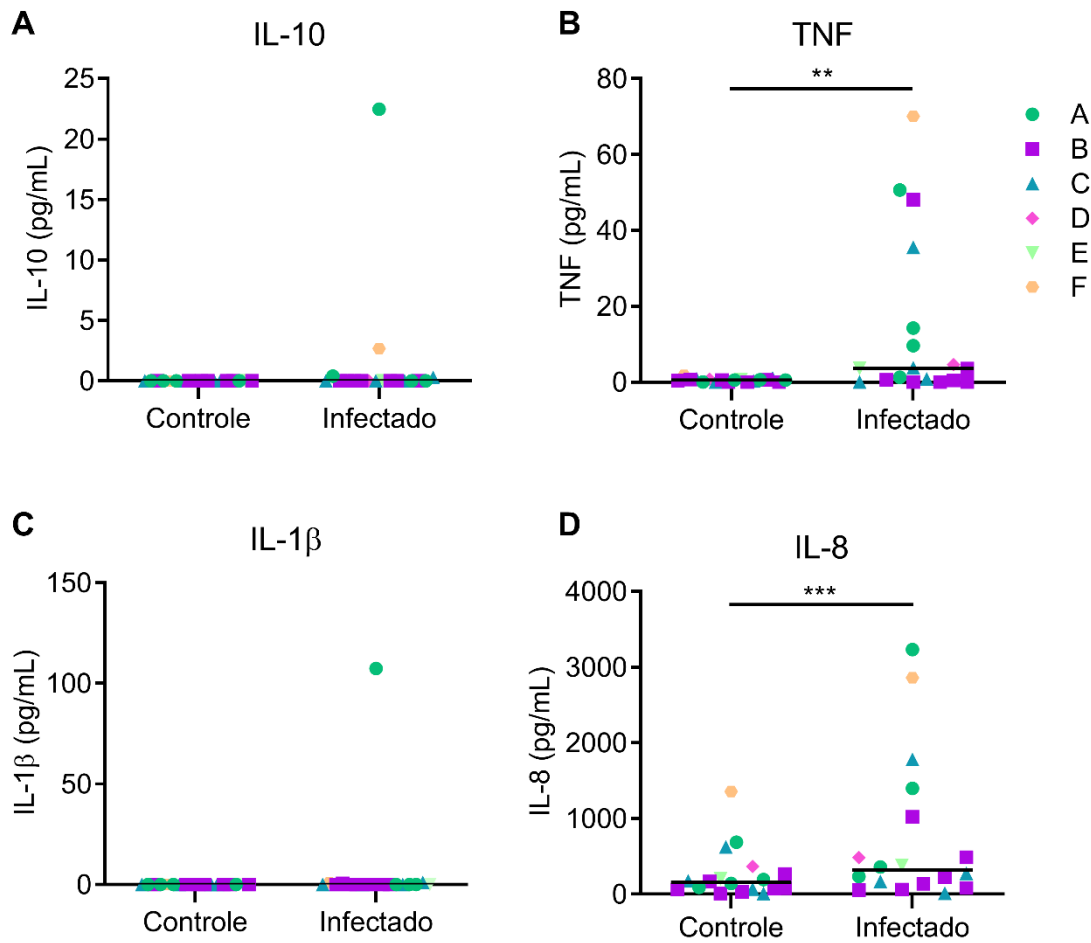 A
IL-10
IL-10 (pg/mL)
25
20
15
10
5
0
Controle
Infectado
B
TNF
TNF (pg/mL)
80
60
40
20
0
**
Controle
Infectado
A
B
C
D
E
F
C
IL-1β
IL-1β (pg/mL)
150
100
50
0
Controle
Infectado
D
IL-8
IL-8 (pg/mL)
4000
3000
2000
1000
0
***
Controle
Infectado